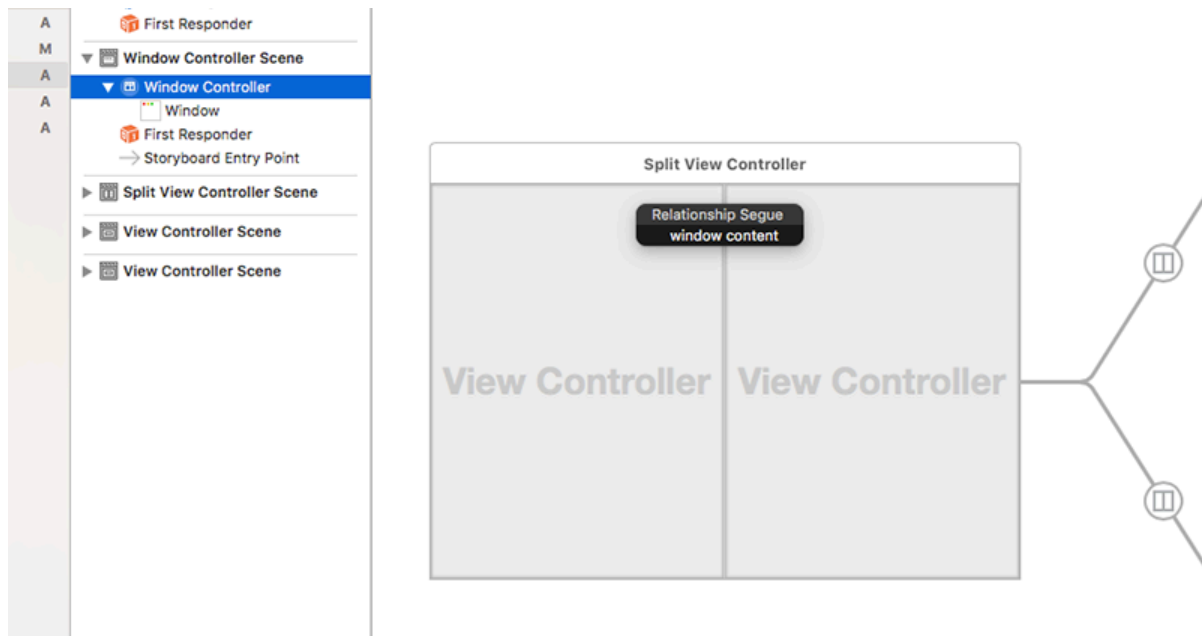 A
First Responder
M
Window Controller Scene
A
Window Controller
A
Window
A
First Responder
Storyboard Entry Point
Split View Controller Scene
View Controller Scene
View Controller Scene
Split View Controller
Relationship Segue
window content
View Controller
View Controller